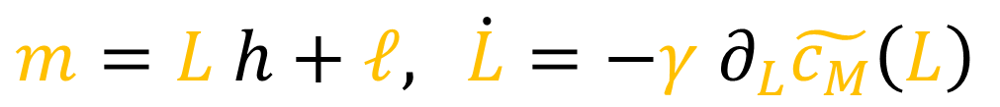 m = L h + ℓ, L̇ = −γ ∂_L c̃_M(L)